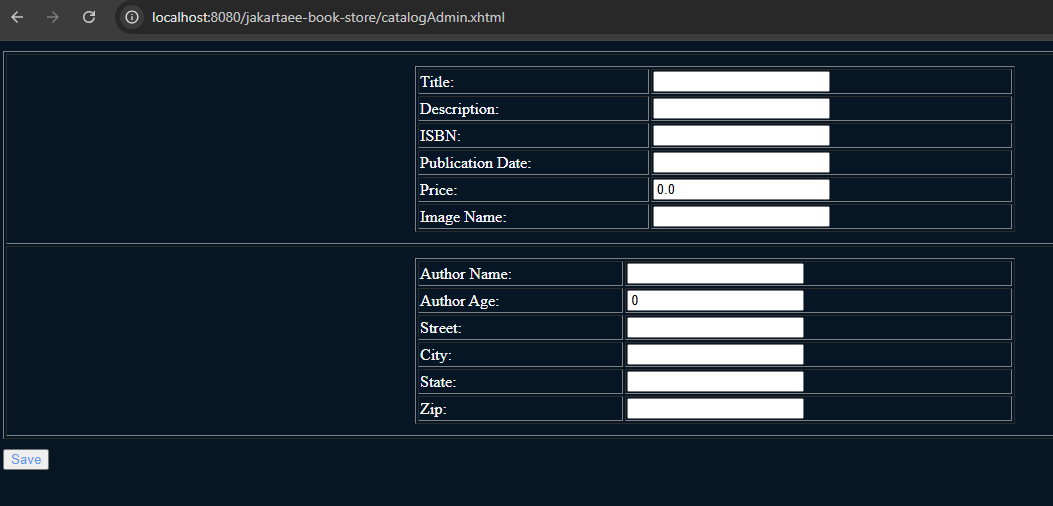 localhost:8080/jakartaee-book-store/catalogAdmin.xhtml
Title:
Description:
ISBN:
Publication Date:
Price: 0.0
Image Name:
Author Name:
Author Age: 0
Street:
City:
State:
Zip:
Save